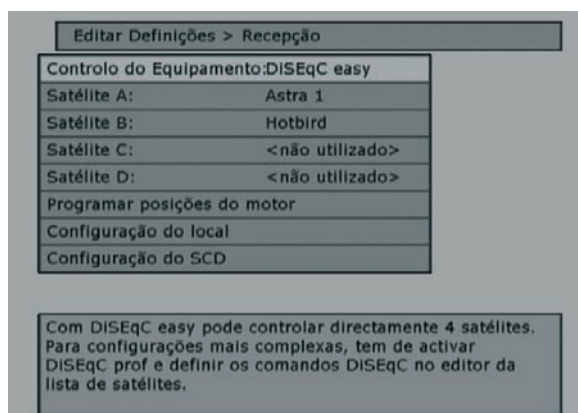 Editar Definições > Recepção
Controlo do Equipamento:DiSEqC easy
Satélite A: Astra 1
Satélite B: Hotbird
Satélite C: <não utilizado>
Satélite D: <não utilizado>
Programar posições do motor
Configuração do local
Configuração do SCD
Com DiSEqC easy pode controlar directamente 4 satélites.
Para configurações mais complexas, tem de activar
DiSEqC prof e definir os comandos DiSEqC no editor da
lista de satélites.